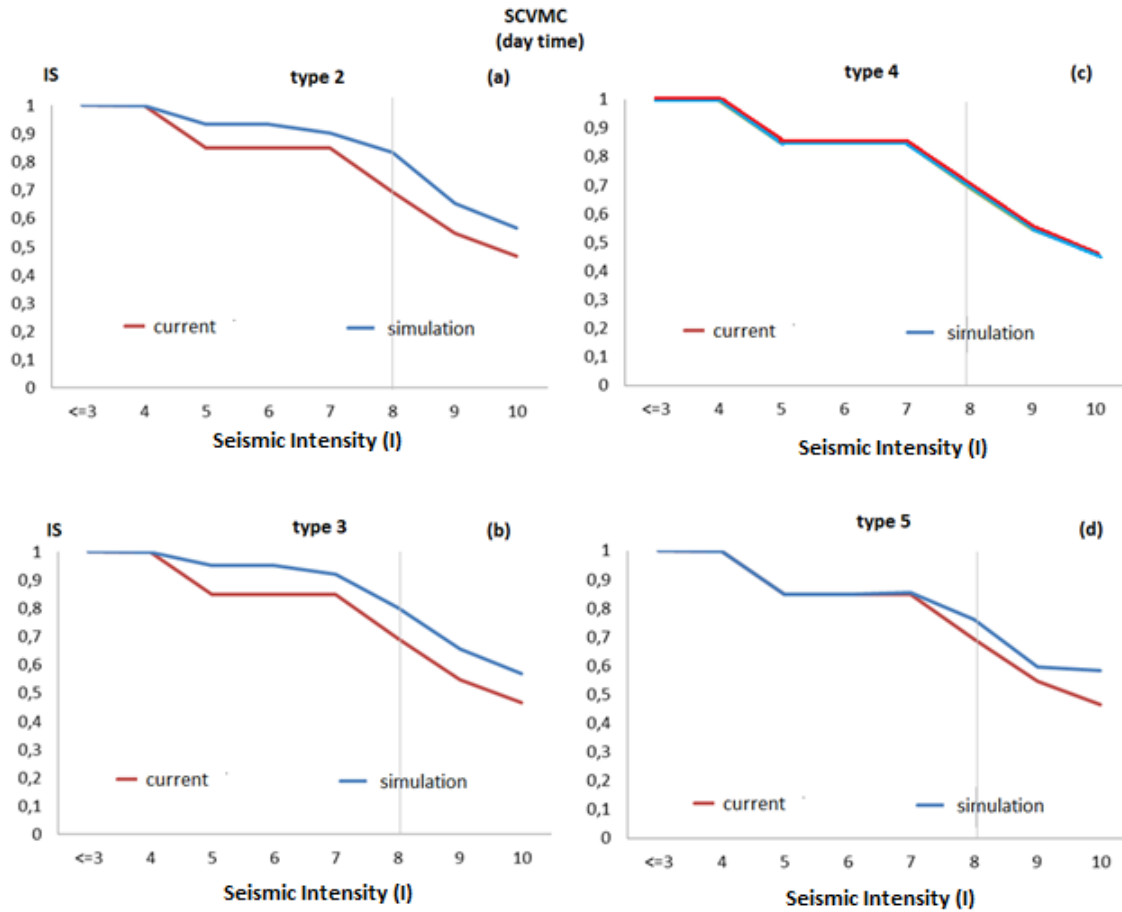 SCVMC
(day time)
IS
type 2
(a)
1
0,9
0,8
0,7
0,6
0,5
0,4
0,3
0,2
0,1
0
current
simulation
<=3 4 5 6 7 8 9 10
Seismic Intensity (I)
type 4
(c)
1
0,9
0,8
0,7
0,6
0,5
0,4
0,3
0,2
0,1
0
current
simulation
<=3 4 5 6 7 8 9 10
Seismic Intensity (I)
IS
type 3
(b)
1
0,9
0,8
0,7
0,6
0,5
0,4
0,3
0,2
0,1
0
current
simulation
<=3 4 5 6 7 8 9 10
Seismic Intensity (I)
type 5
(d)
1
0,9
0,8
0,7
0,6
0,5
0,4
0,3
0,2
0,1
0
current
simulation
<=3 4 5 6 7 8 9 10
Seismic Intensity (I)